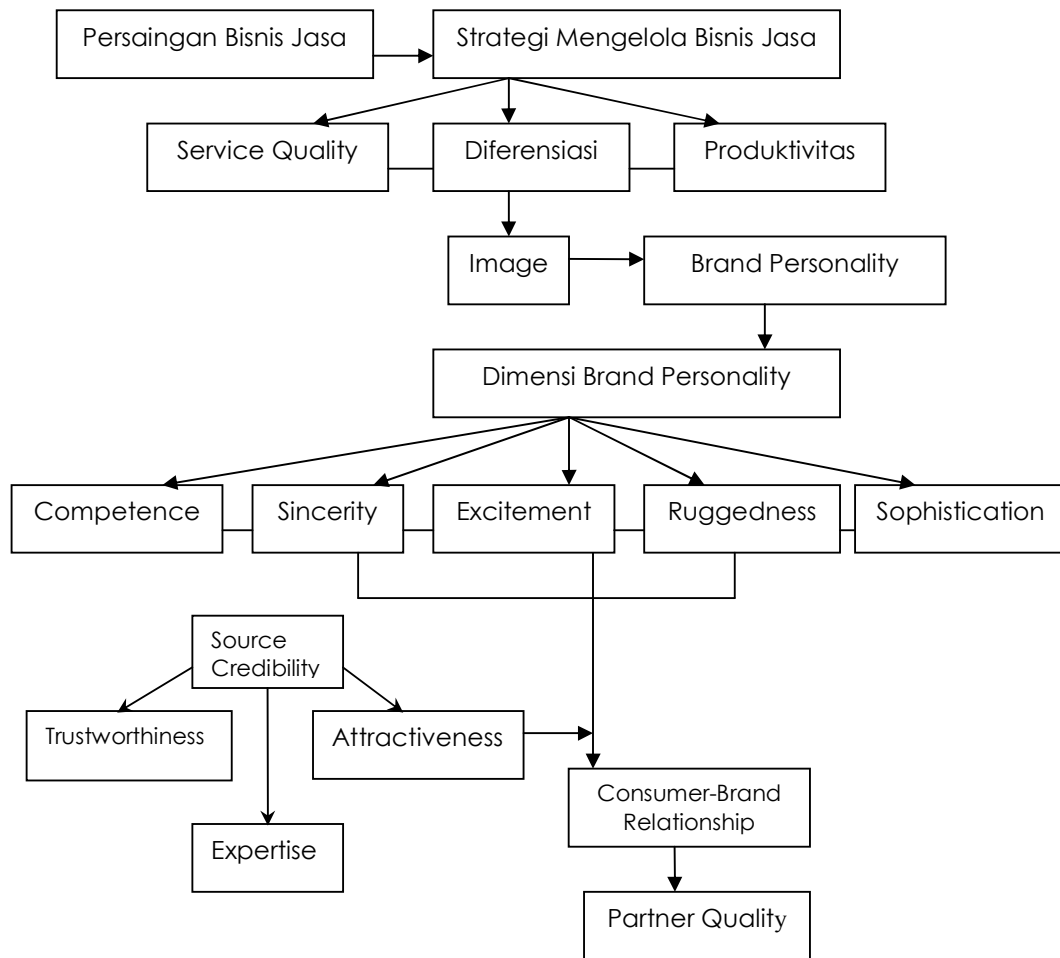 Persaingan Bisnis Jasa
Strategi Mengelola Bisnis Jasa
Service Quality
Diferensiasi
Produktivitas
Image
Brand Personality
Dimensi Brand Personality
Competence
Sincerity
Excitement
Ruggedness
Sophistication
Source
Credibility
Trustworthiness
Attractiveness
Expertise
Consumer-Brand
Relationship
Partner Quality